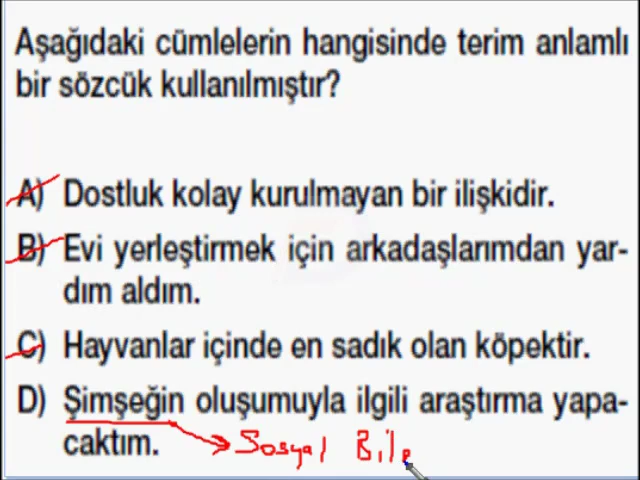 Aşağıdaki cümlelerin hangisinde terim anlamlı
bir sözcük kullanılmıştır?
A) Dostluk kolay kurulmayan bir ilişkidir.
B) Evi yerleştirmek için arkadaşlarımdan yar-
dım aldım.
C) Hayvanlar içinde en sadık olan köpektir.
D) Şimşeğin oluşumuyla ilgili araştırma yapa-
caktım.
Sosyal Bile